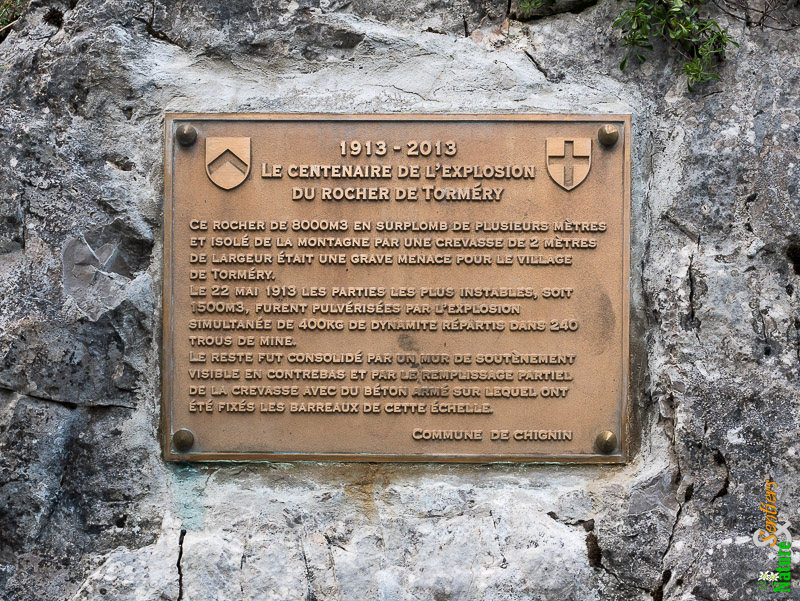 1913 - 2013
LE CENTENAIRE DE L'EXPLOSION
DU ROCHER DE TORMÉRY
CE ROCHER DE 8000M3 EN SURPLOMB DE PLUSIEURS MÈTRES
ET ISOLÉ DE LA MONTAGNE PAR UNE CREVASSE DE 2 MÈTRES
DE LARGEUR ÉTAIT UNE GRAVE MENACE POUR LE VILLAGE
DE TORMÉRY.
LE 22 MAI 1913 LES PARTIES LES PLUS INSTABLES, SOIT
1500M3, FURENT PULVÉRISÉES PAR L'EXPLOSION
SIMULTANÉE DE 400KG DE DYNAMITE RÉPARTIS DANS 240
TROUS DE MINE.
LE RESTE FUT CONSOLIDÉ PAR UN MUR DE SOUTÈNEMENT
VISIBLE EN CONTREBAS ET PAR LE REMPLISSAGE PARTIEL
DE LA CREVASSE AVEC DU BÉTON ARMÉ SUR LEQUEL ONT
ÉTÉ FIXÉS LES BARREAUX DE CETTE ÉCHELLE.
COMMUNE DE CHIGNIN
Sentiers
&
Nature